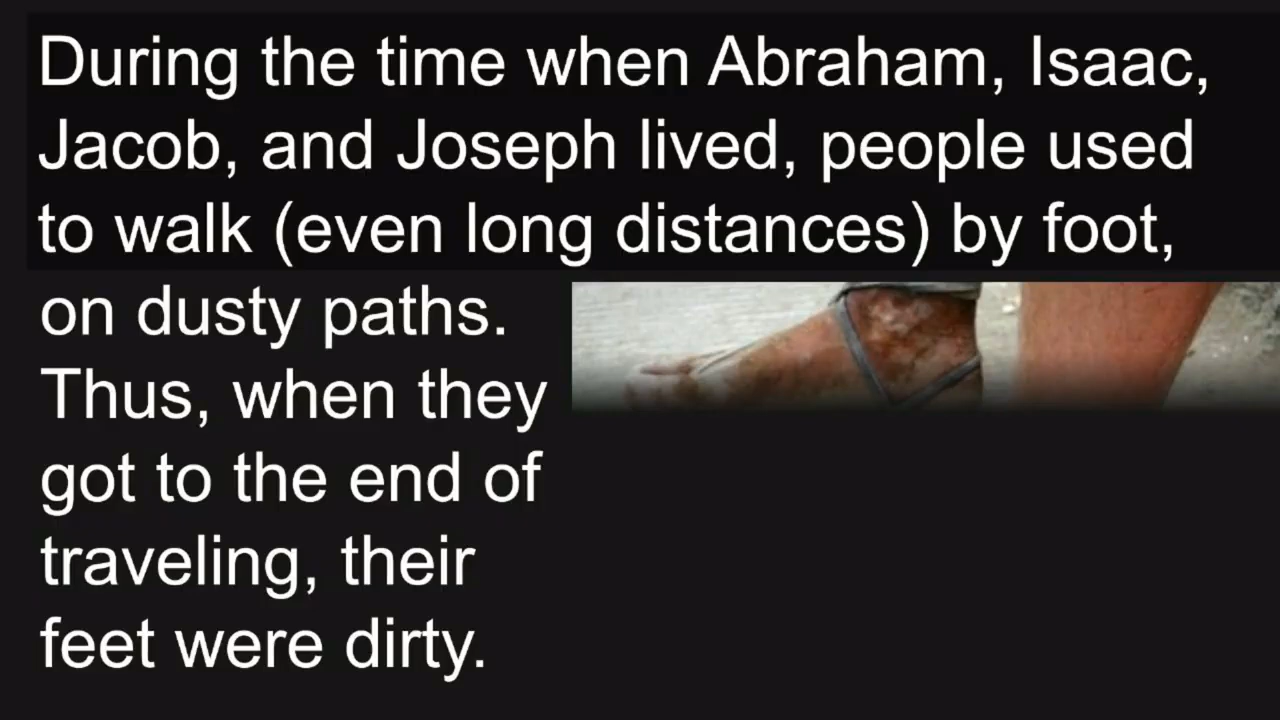 During the time when Abraham, Isaac,
Jacob, and Joseph lived, people used
to walk (even long distances) by foot,
on dusty paths.
Thus, when they
got to the end of
traveling, their
feet were dirty.